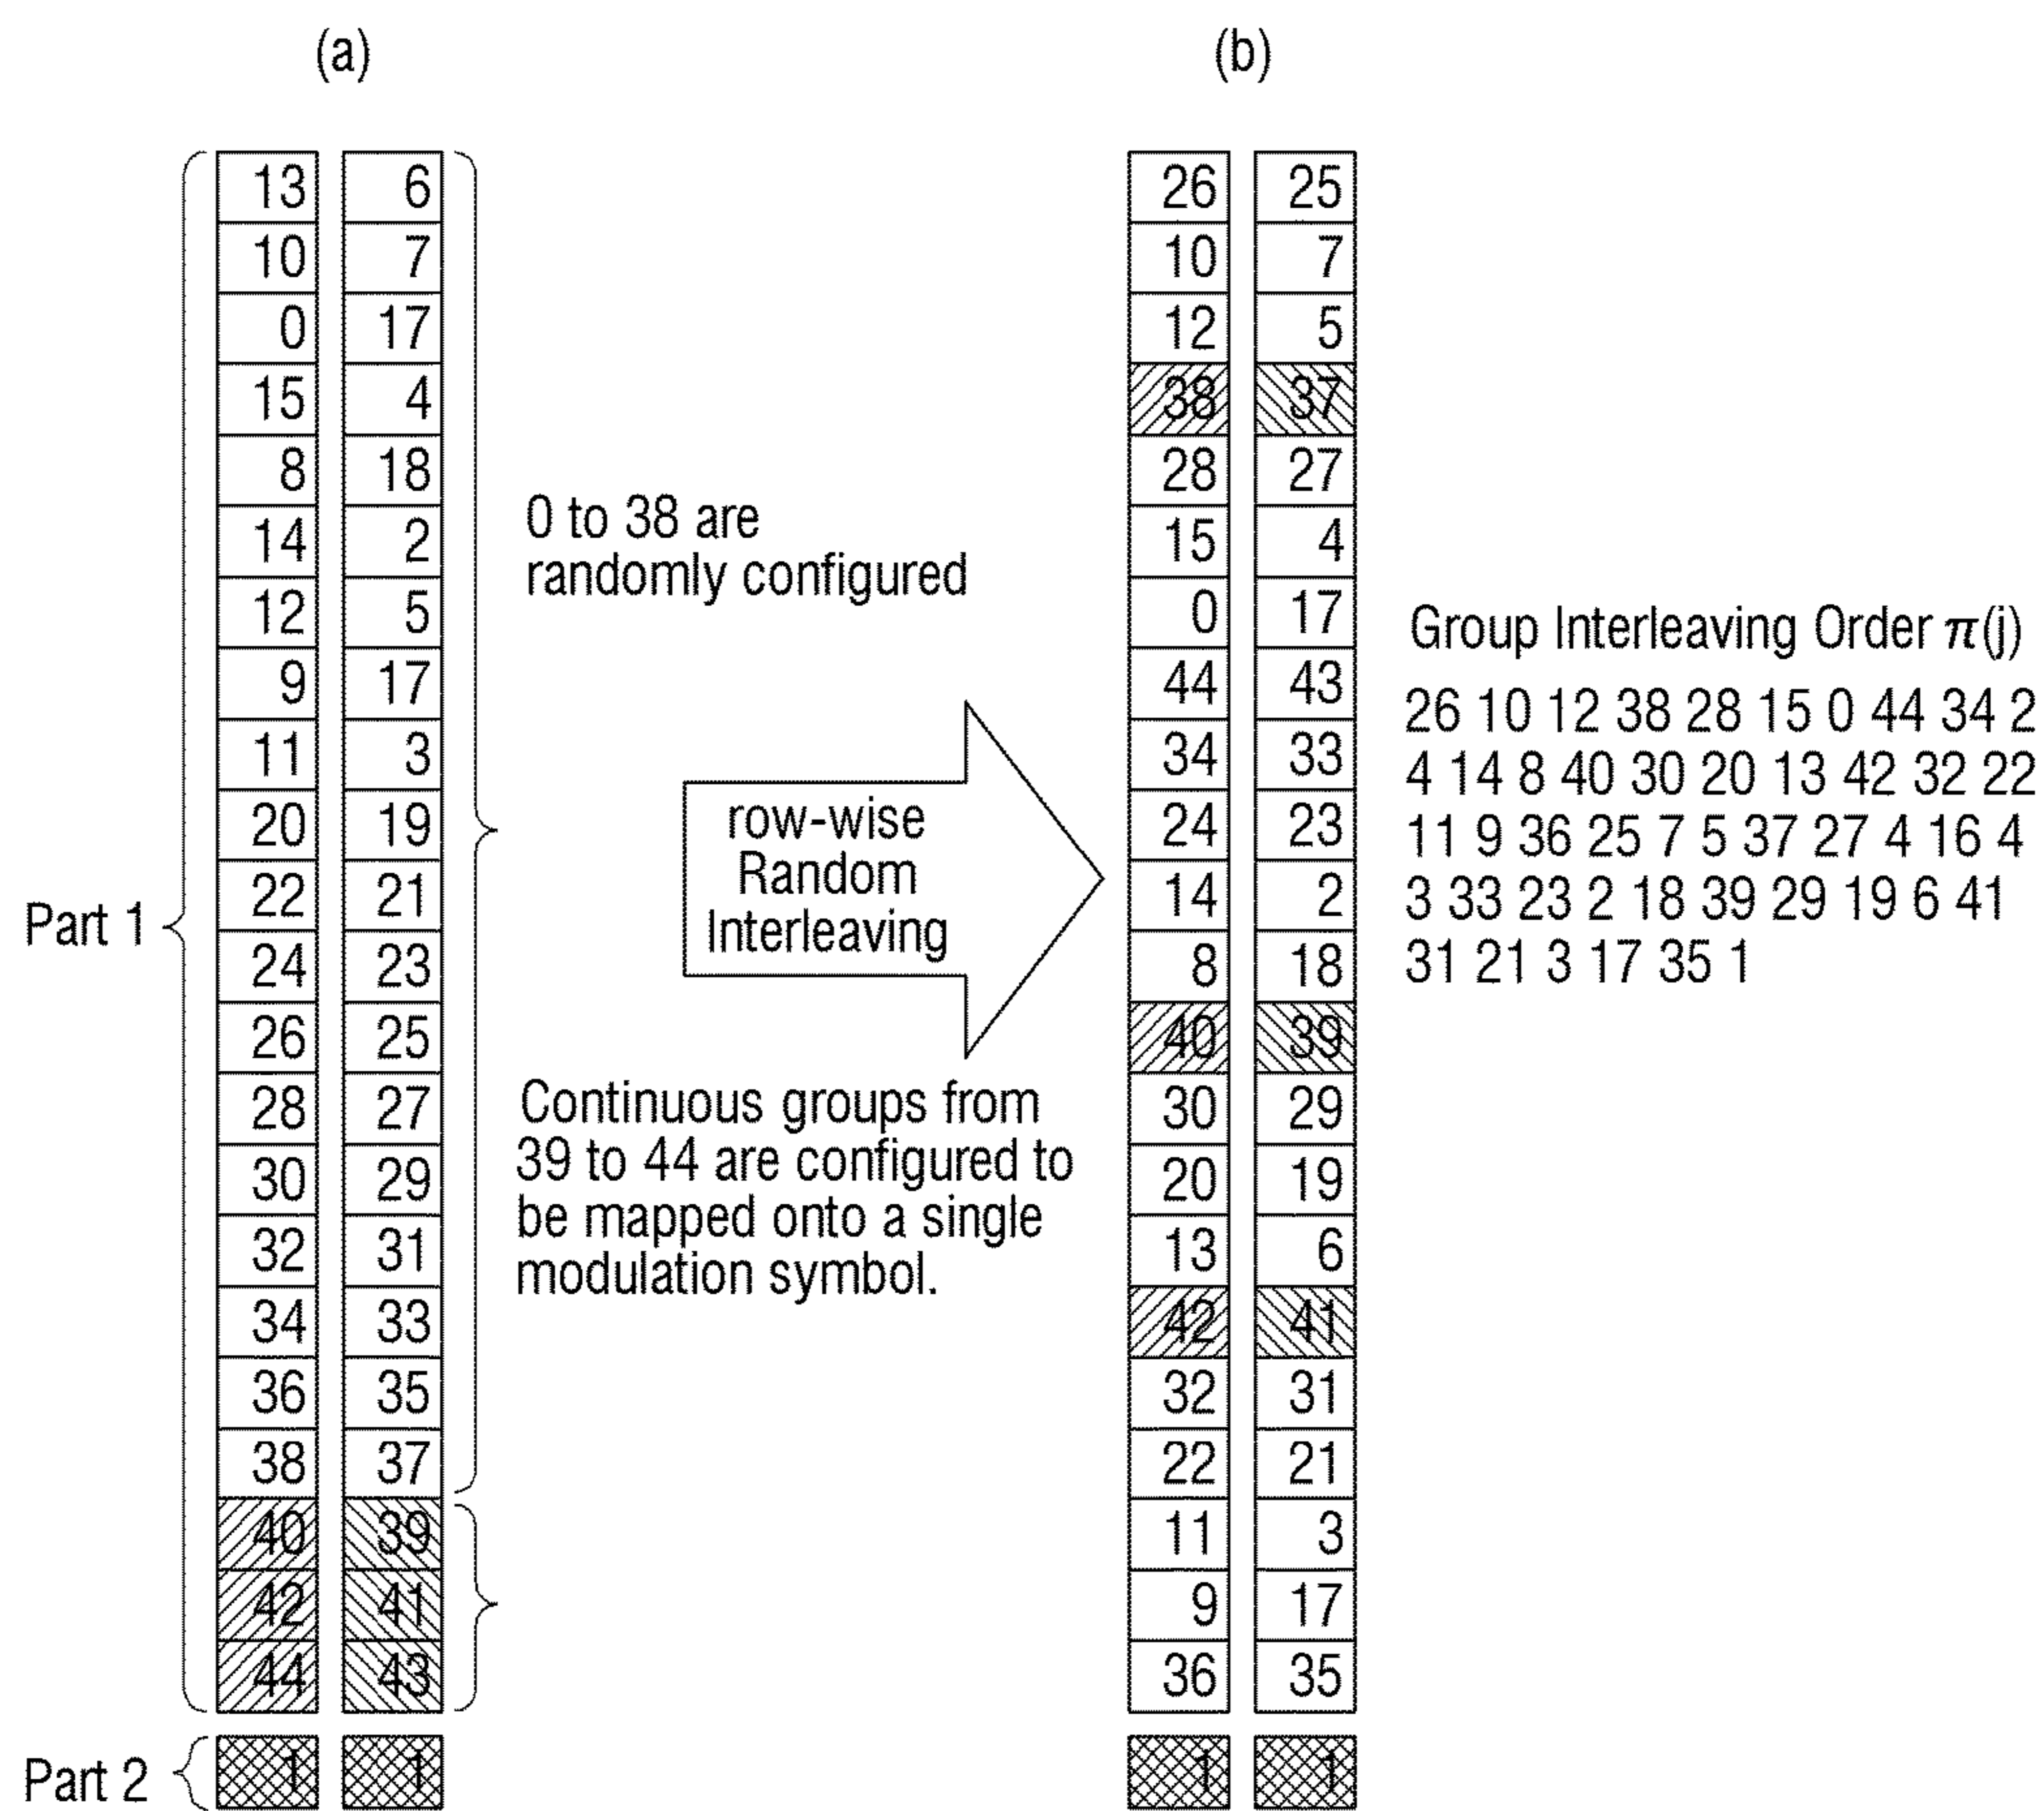 (a)
(b)
13 6 26 25
10 7 10 7
0 17 12 5
15 4 38 37
8 18 28 27
14 2 15 4
12 5 0 17
9 17 44 43
11 3 34 33
20 19 24 23
22 21 14 2
24 23 8 18
26 25 40 39
28 27 30 29
30 29 20 19
32 31 13 6
34 33 42 41
36 35 32 31
38 37 22 21
40 39 11 3
42 41 9 17
44 43 36 35
1 1 1 1
Part 1
Part 2
0 to 38 are
randomly configured
row-wise
Random
Interleaving
Continuous groups from
39 to 44 are configured to
be mapped onto a single
modulation symbol.
Group Interleaving Order π(j)
26 10 12 38 28 15 0 44 34 2
4 14 8 40 30 20 13 42 32 22
11 9 36 25 7 5 37 27 4 16 4
3 33 23 2 18 39 29 19 6 41
31 21 3 17 35 1